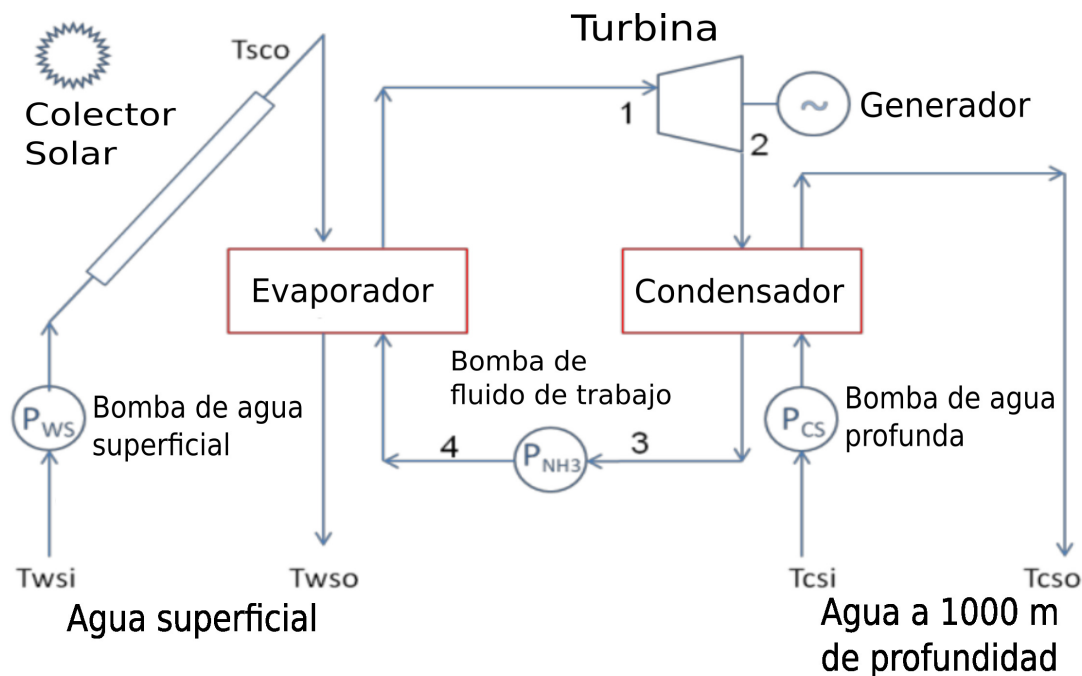 Turbina
Tsco
Colector
Solar
1
~
Generador
2
Evaporador
Condensador
Bomba de
fluido de trabajo
PWS
Bomba de agua
superficial
4
PNH3
3
PCS
Bomba de agua
profunda
Twsi
Twso
Tcsi
Tcso
Agua superficial
Agua a 1000 m
de profundidad